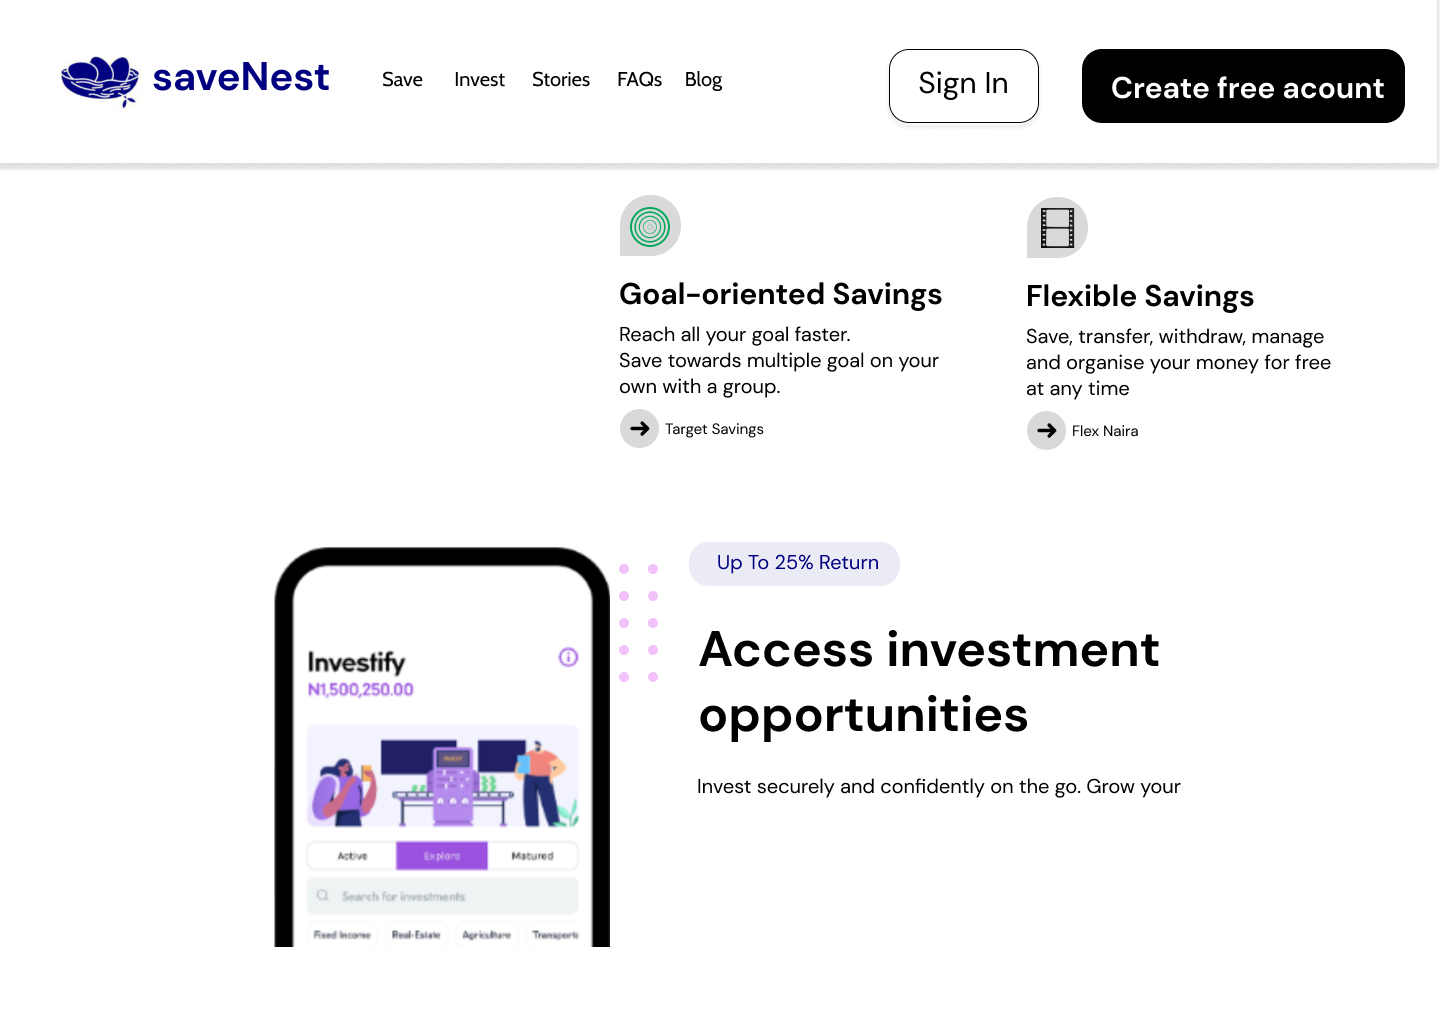 saveNest
Save Invest Stories FAQs Blog
Sign In
Create free acount
Goal-oriented Savings
Reach all your goal faster.
Save towards multiple goal on your
own with a group.
Target Savings
Flexible Savings
Save, transfer, withdraw, manage
and organise your money for free
at any time
Flex Naira
Investify
N1,500,250.00
INVEST
Active Explore Matured
Search for investments
Fixed Income Real-Estate Agriculture Transporta
Up To 25% Return
Access investment
opportunities
Invest securely and confidently on the go. Grow your